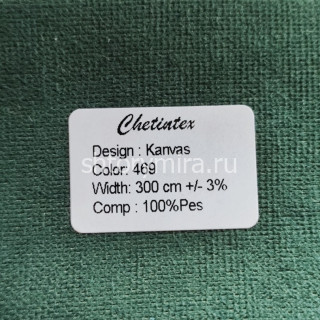 Chetintex
Design : Kanvas
Color: 469
Width: 300 cm +/- 3%
Comp : 100%Pes